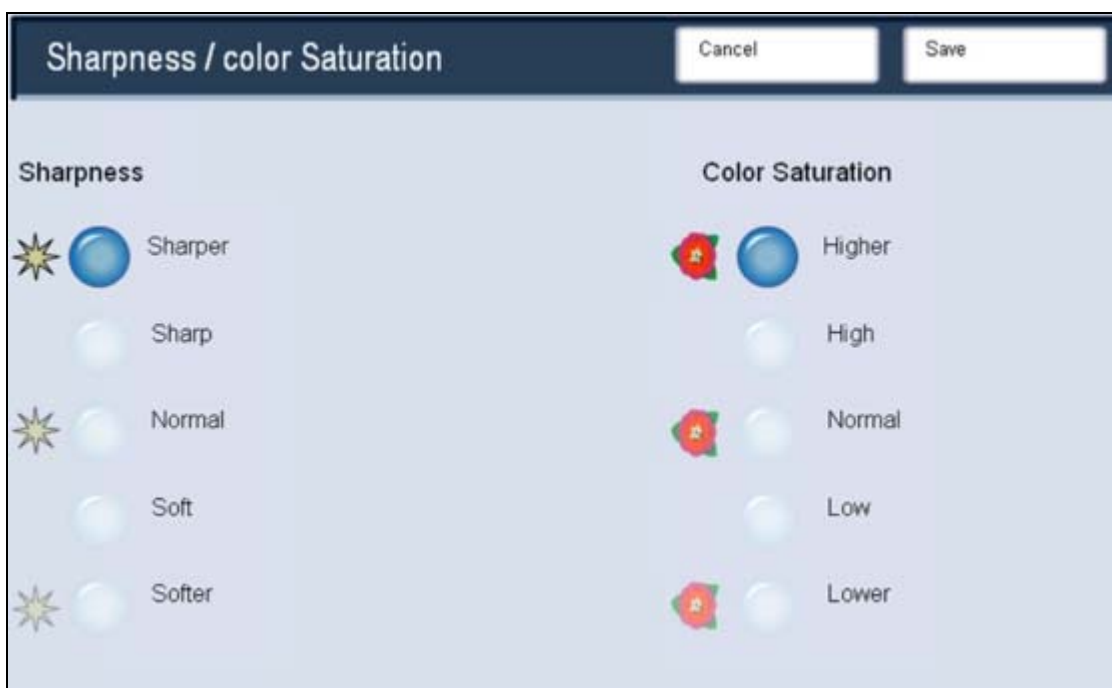 Sharpness / color Saturation
Cancel
Save
Sharpness
Sharper
Sharp
Normal
Soft
Softer
Color Saturation
Higher
High
Normal
Low
Lower